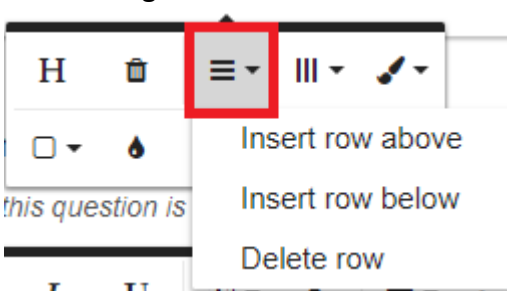 H
Insert row above
Insert row below
this question is
Delete row